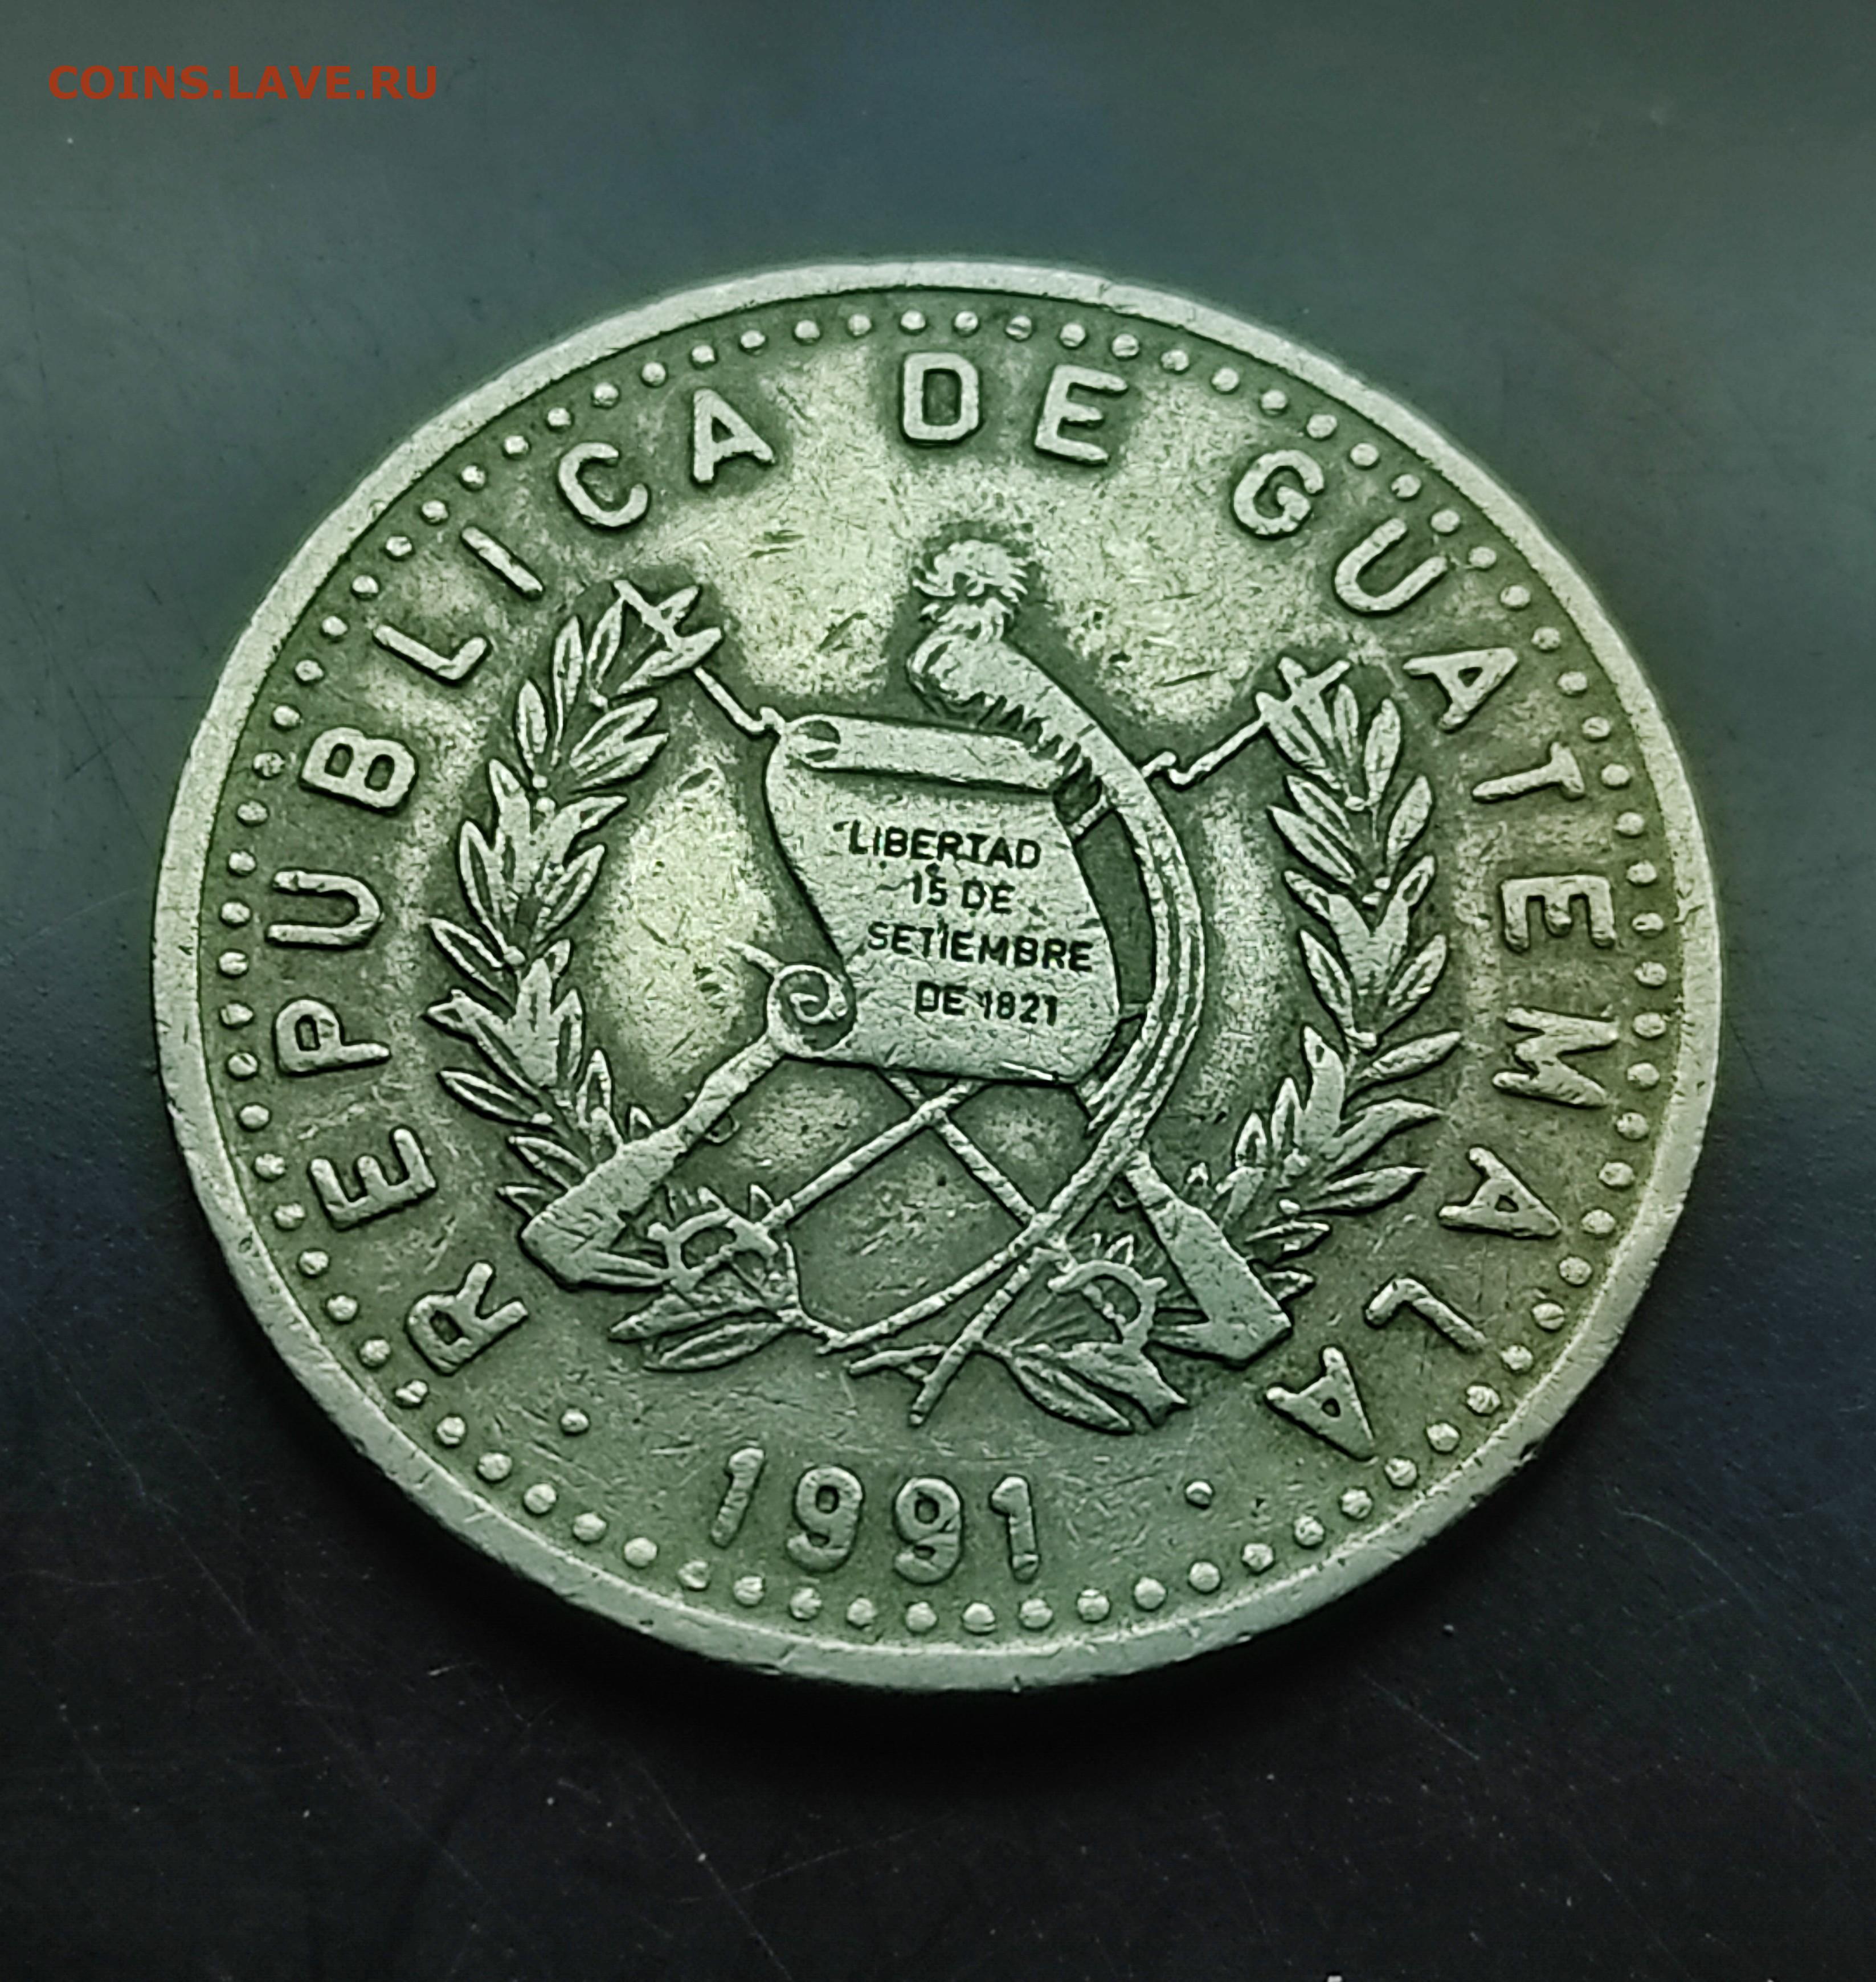 COINS.LAVE.RU
REPUBLICA DE GUATEMALA
LIBERTAD
15 DE
SETIEMBRE
DE 1821
1991